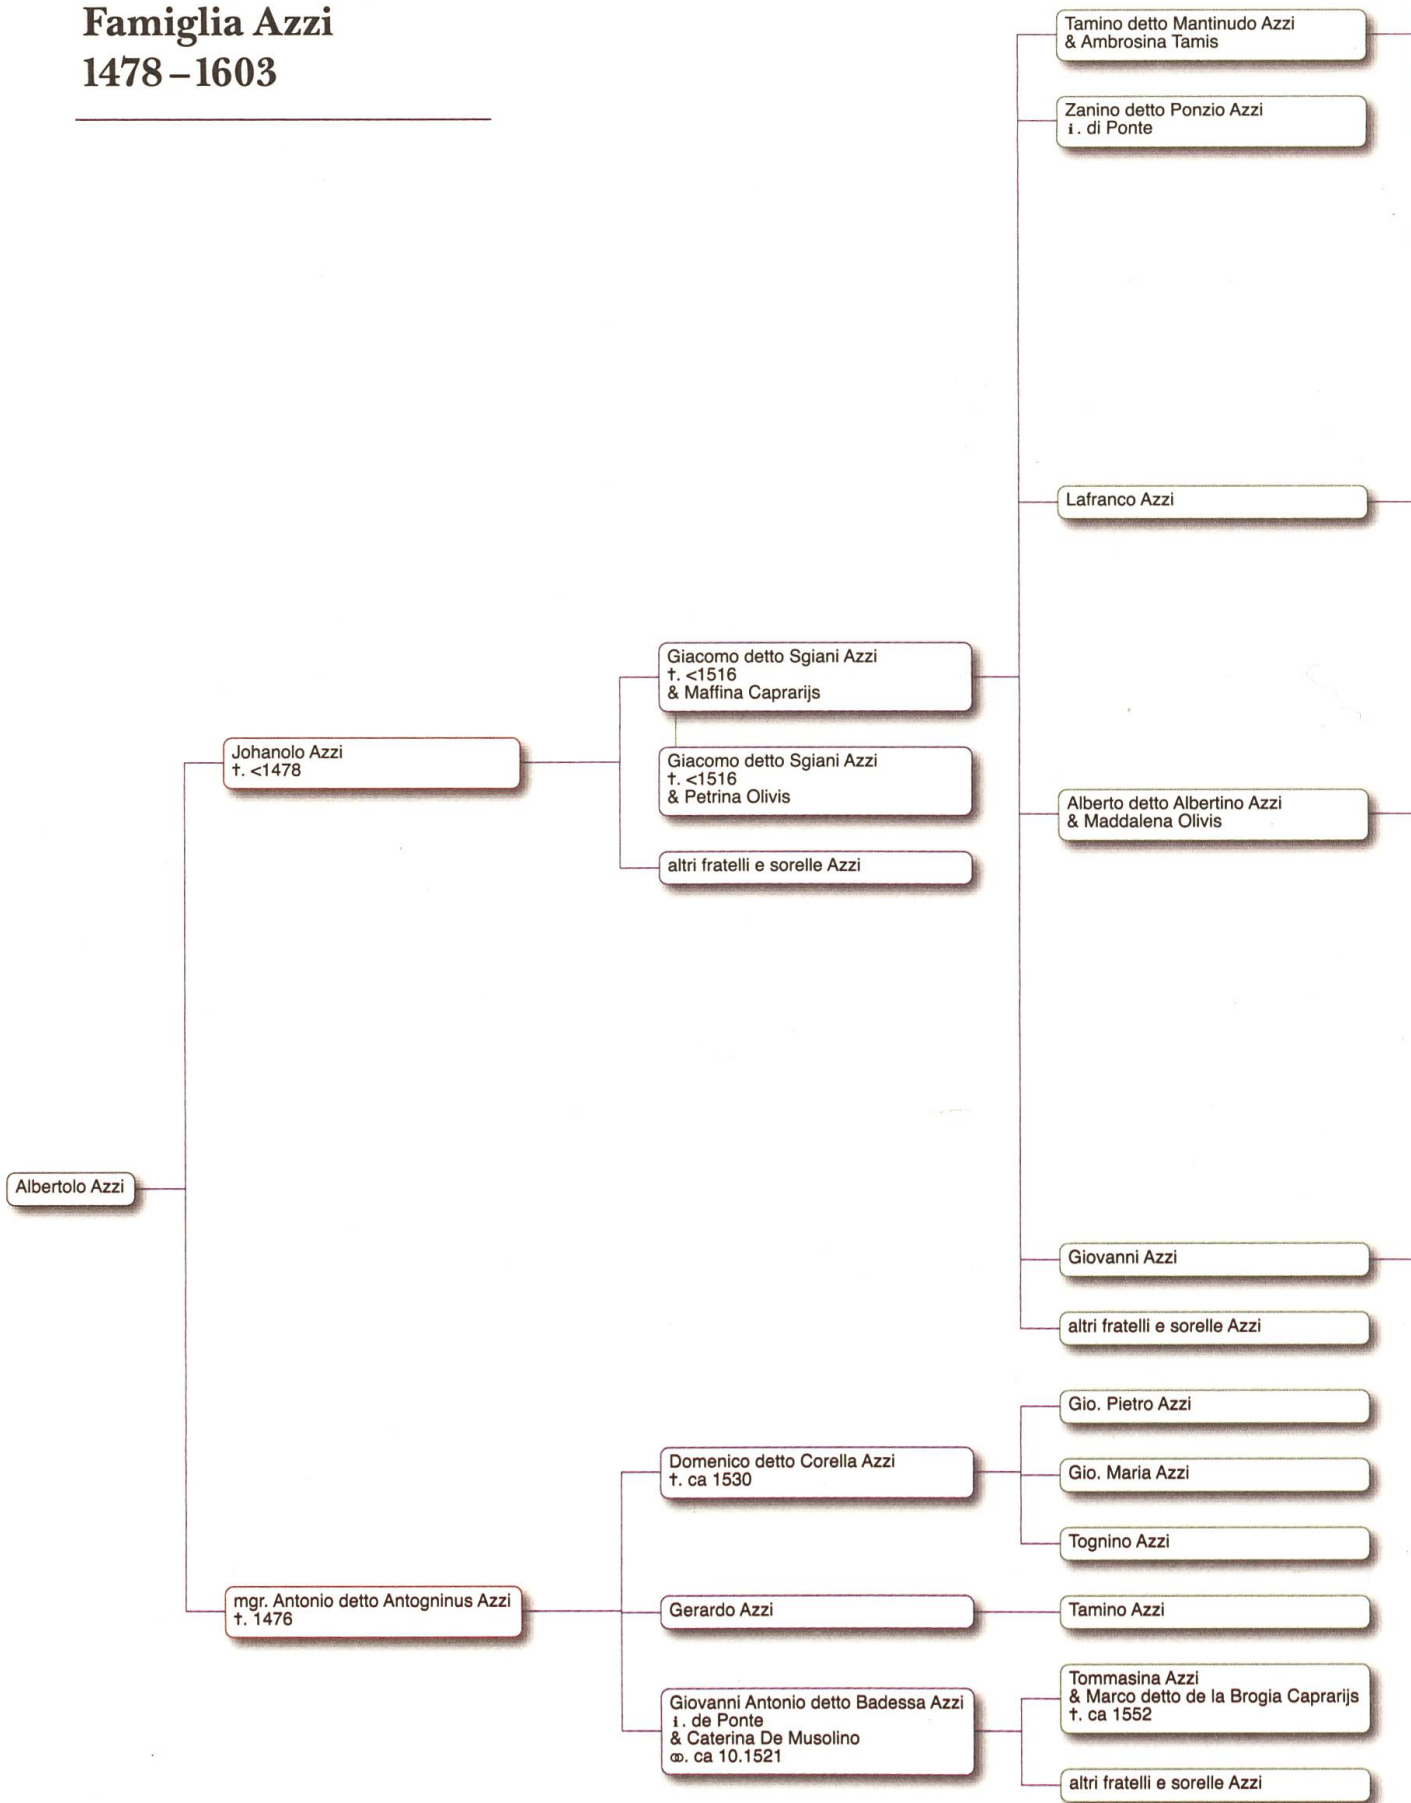 Famiglia Azzi
1478–1603
Tamino detto Mantinudo Azzi
& Ambrosina Tamis
Zanino detto Ponzio Azzi
i. di Ponte
Lafranco Azzi
Giacomo detto Sgiani Azzi
†. <1516
& Maffina Caprarijs
Johanolo Azzi
†. <1478
Giacomo detto Sgiani Azzi
†. <1516
& Petrina Olivis
Alberto detto Albertino Azzi
& Maddalena Olivis
altri fratelli e sorelle Azzi
Albertolo Azzi
Giovanni Azzi
altri fratelli e sorelle Azzi
Gio. Pietro Azzi
Domenico detto Corella Azzi
†. ca 1530
Gio. Maria Azzi
Tognino Azzi
mgr. Antonio detto Antogninus Azzi
†. 1476
Gerardo Azzi
Tamino Azzi
Giovanni Antonio detto Badessa Azzi
i. de Ponte
& Caterina De Musolino
⚭. ca 10.1521
Tommasina Azzi
& Marco detto de la Brogia Caprarijs
†. ca 1552
altri fratelli e sorelle Azzi